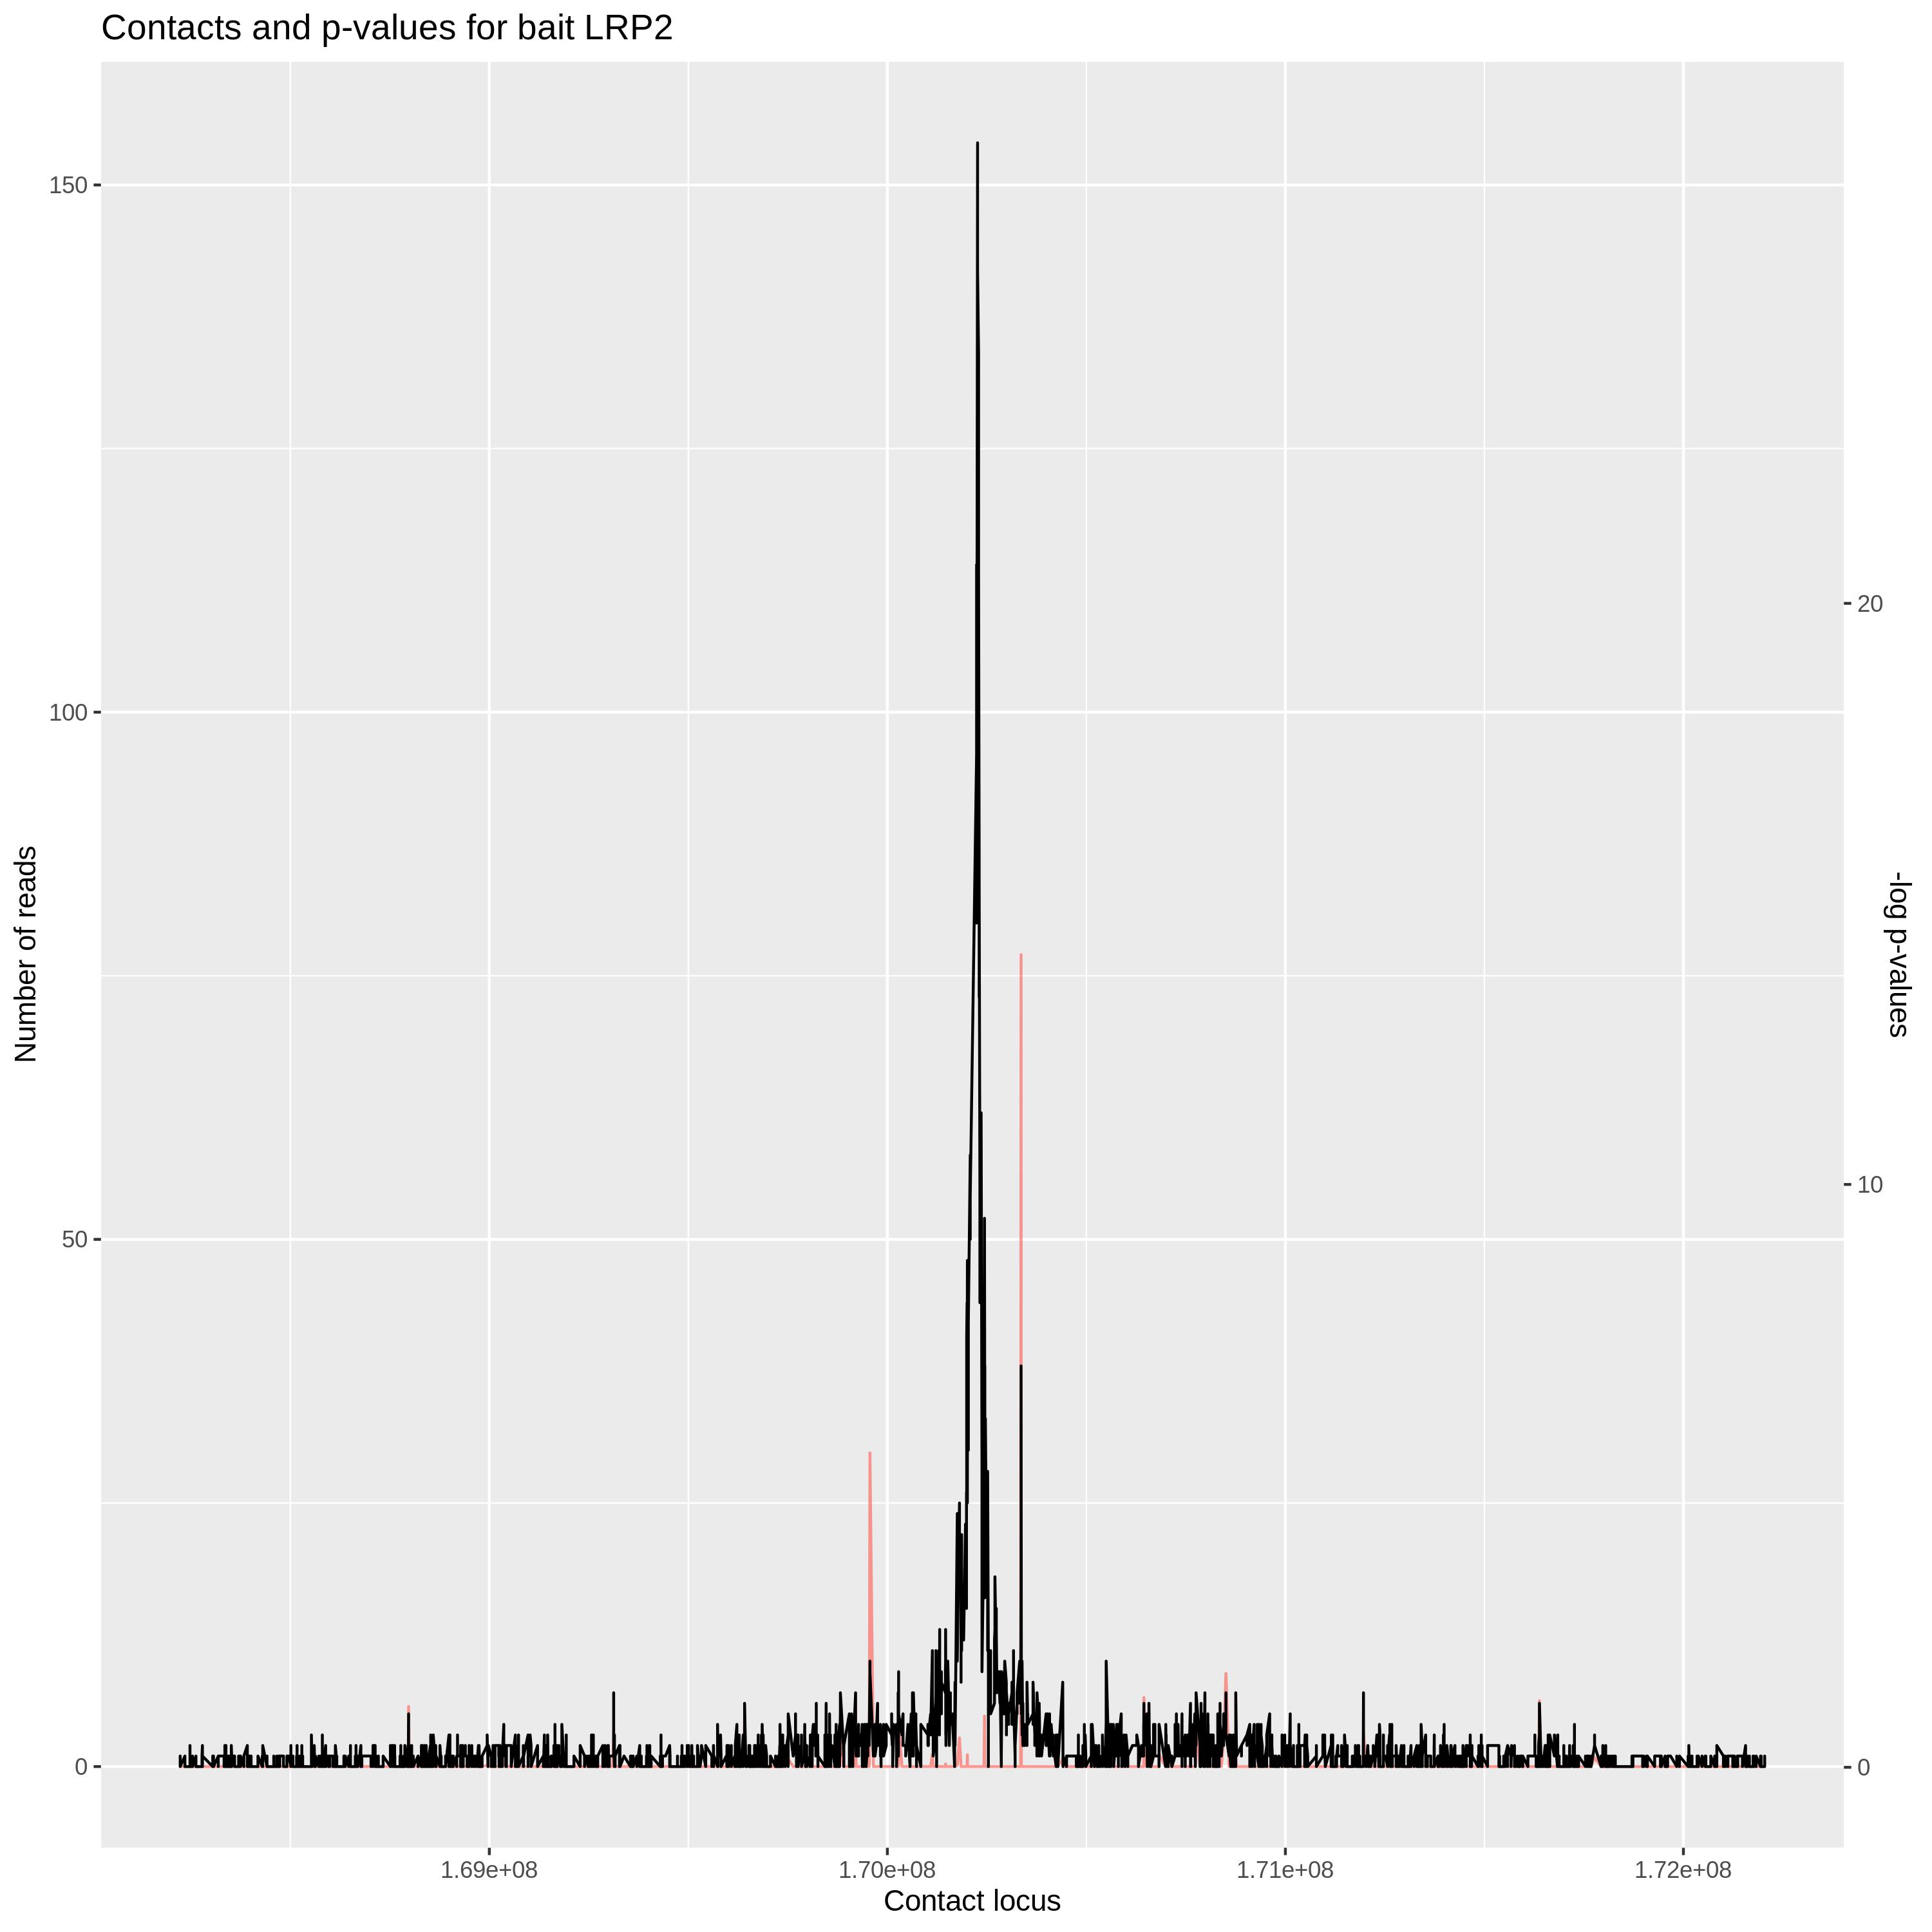 Contacts and p-values for bait LRP2
150
100
50
0
Number of reads
20
10
0
-log p-values
1.69e+08 1.70e+08 1.71e+08 1.72e+08
Contact locus